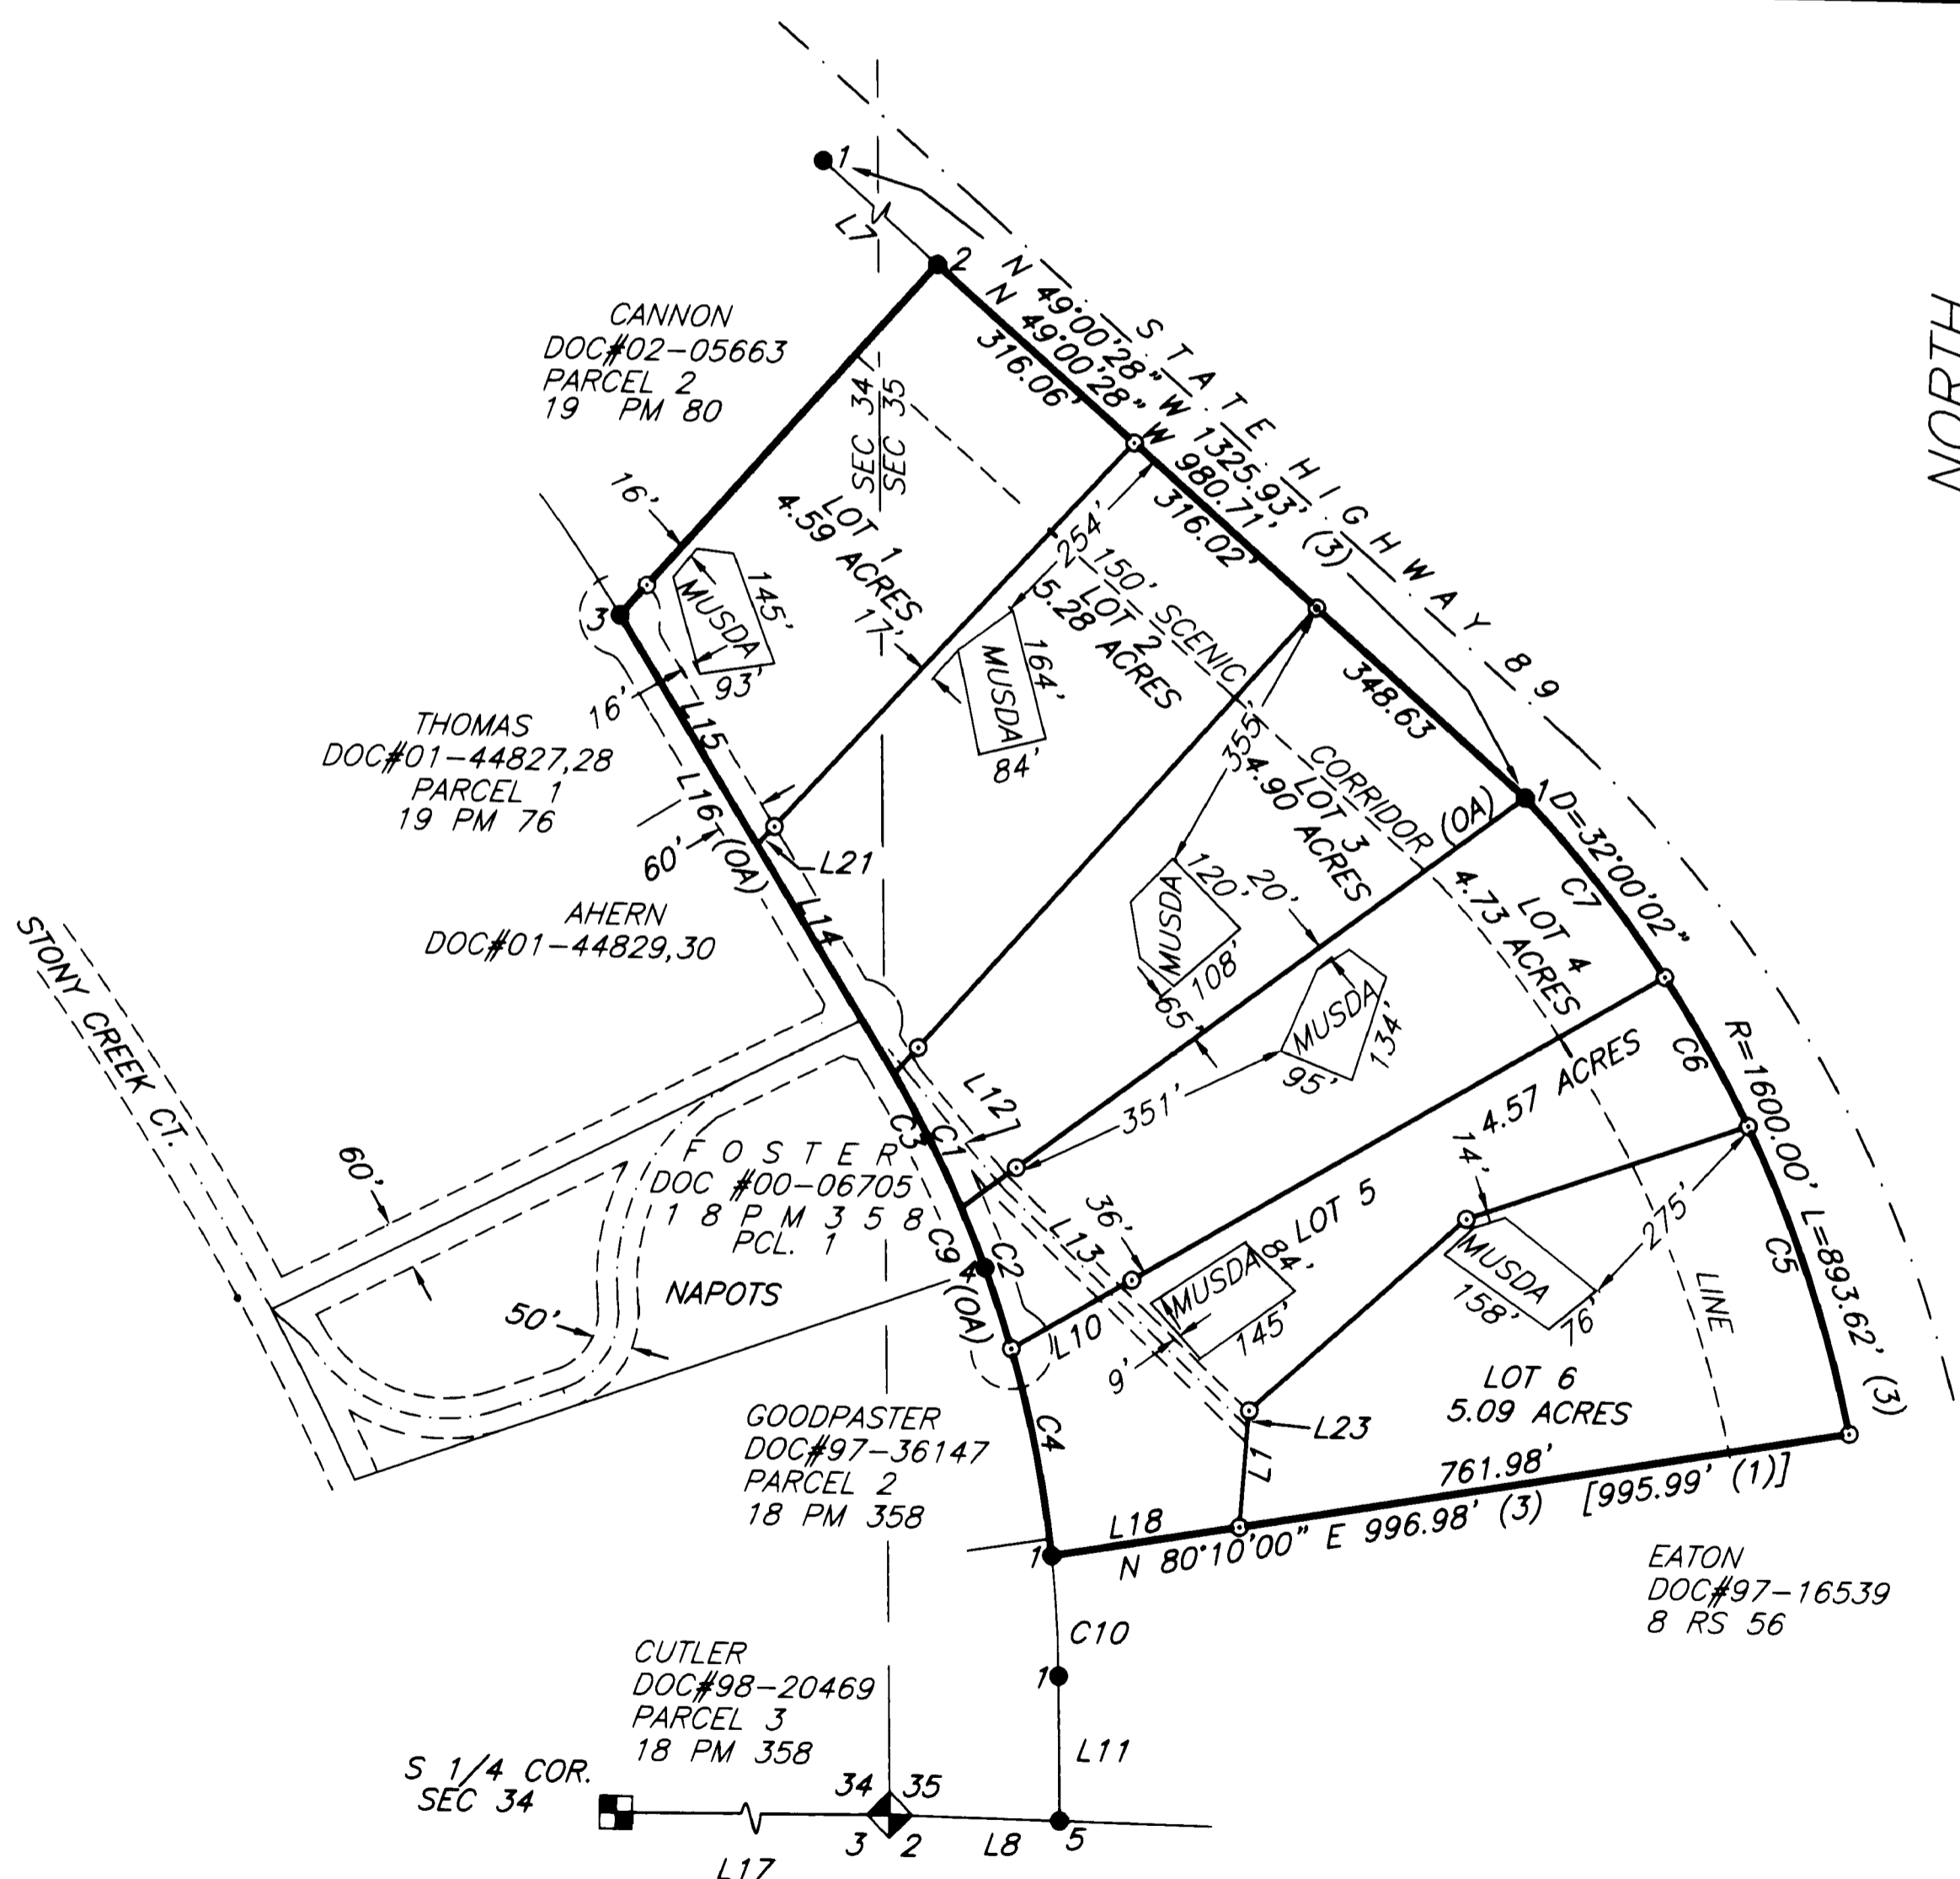 1
L7
2
N 49°00'28" W 1325.93' (3)
N 49°00'28" W 980.71'
316.06'
316.02'
348.63
STATE HIGHWAY 89
NORTH
CANNON
DOC#02-05663
PARCEL 2
19 PM 80
SEC 34
SEC 35
16'
LOT 1
4.59 ACRES
17'
MUSDA
145'
93'
3
16'
254'
150' SCENIC
CORRIDOR
LINE
LOT 2
5.28 ACRES
MUSDA
164'
84'
THOMAS
DOC#01-44827,28
PARCEL 1
19 PM 76
L15
L16 (OA)
60'
L21
L14
355'
LOT 3
4.90 ACRES
MUSDA
120'
108'
65'
20'
(OA)
1
D=32°00'02"
C7
LOT 4
4.73 ACRES
AHERN
DOC#01-44829,30
STONY CREEK CT.
MUSDA
134'
95'
351'
C6
R=1600.00' L=893.62' (3)
4.57 ACRES
LOT 5
14'
275'
C5
L12
C3
C1
FOSTER
DOC #00-06705
18 PM 358
PCL. 1
NAPOTS
60'
50'
C9 (OA)
4
C2
L13
36'
L10
MUSDA
84'
145'
9'
MUSDA
158'
76'
LOT 6
5.09 ACRES
L23
L7
C4
761.98'
L18
N 80°10'00" E 996.98' (3) [995.99' (1)]
1
GOODPASTER
DOC#97-36147
PARCEL 2
18 PM 358
EATON
DOC#97-16539
8 RS 56
C10
1
CUTLER
DOC#98-20469
PARCEL 3
18 PM 358
L11
S 1/4 COR.
SEC 34
34 35
3 2
L8
5
L17